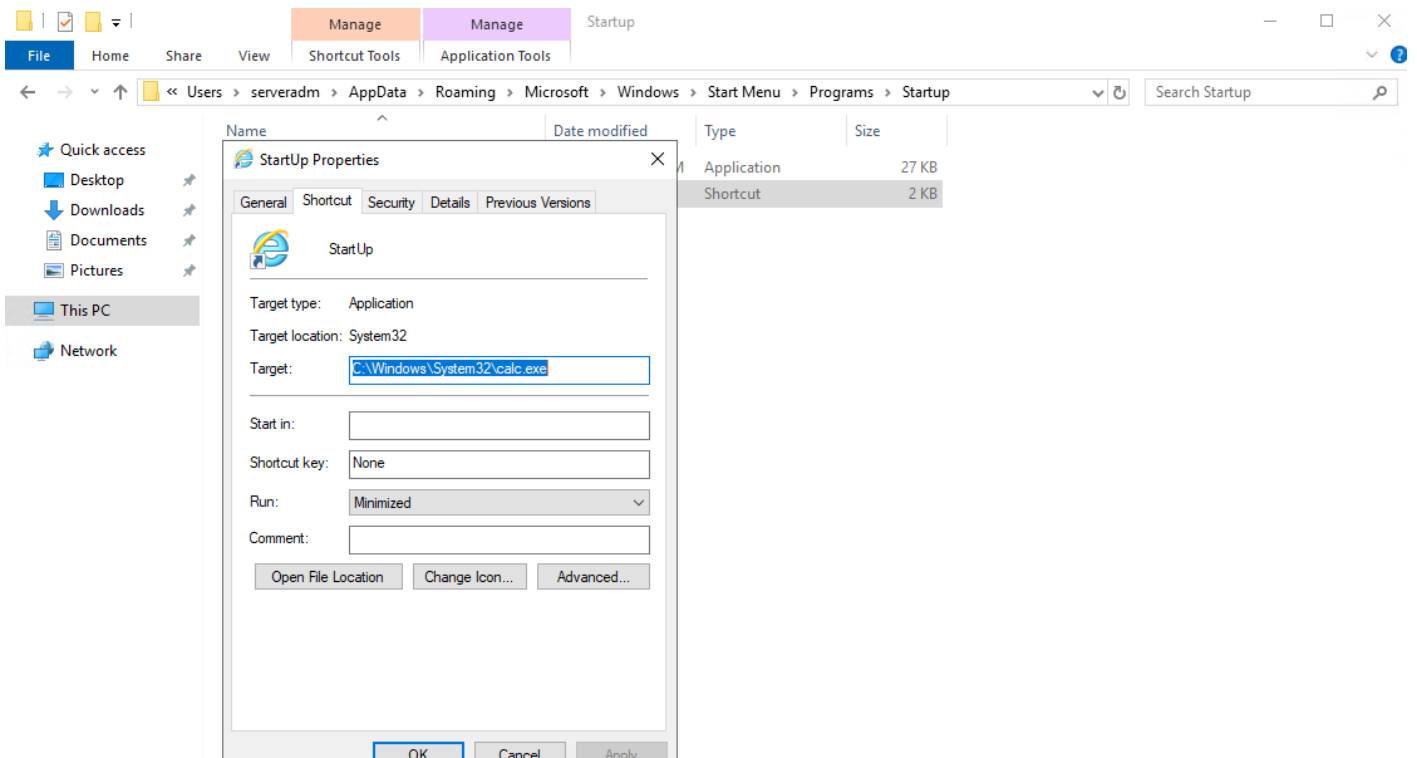 Manage Manage Startup
File Home Share View Shortcut Tools Application Tools
« Users › serveradm › AppData › Roaming › Microsoft › Windows › Start Menu › Programs › Startup Search Startup
Name Date modified Type Size
Quick access
Desktop
Downloads
Documents
Pictures
This PC
Network
M Application 27 KB
Shortcut 2 KB
StartUp Properties
General Shortcut Security Details Previous Versions
StartUp
Target type: Application
Target location: System32
Target: C:\Windows\System32\calc.exe
Start in:
Shortcut key: None
Run: Minimized
Comment:
Open File Location Change Icon... Advanced...
OK Cancel Apply